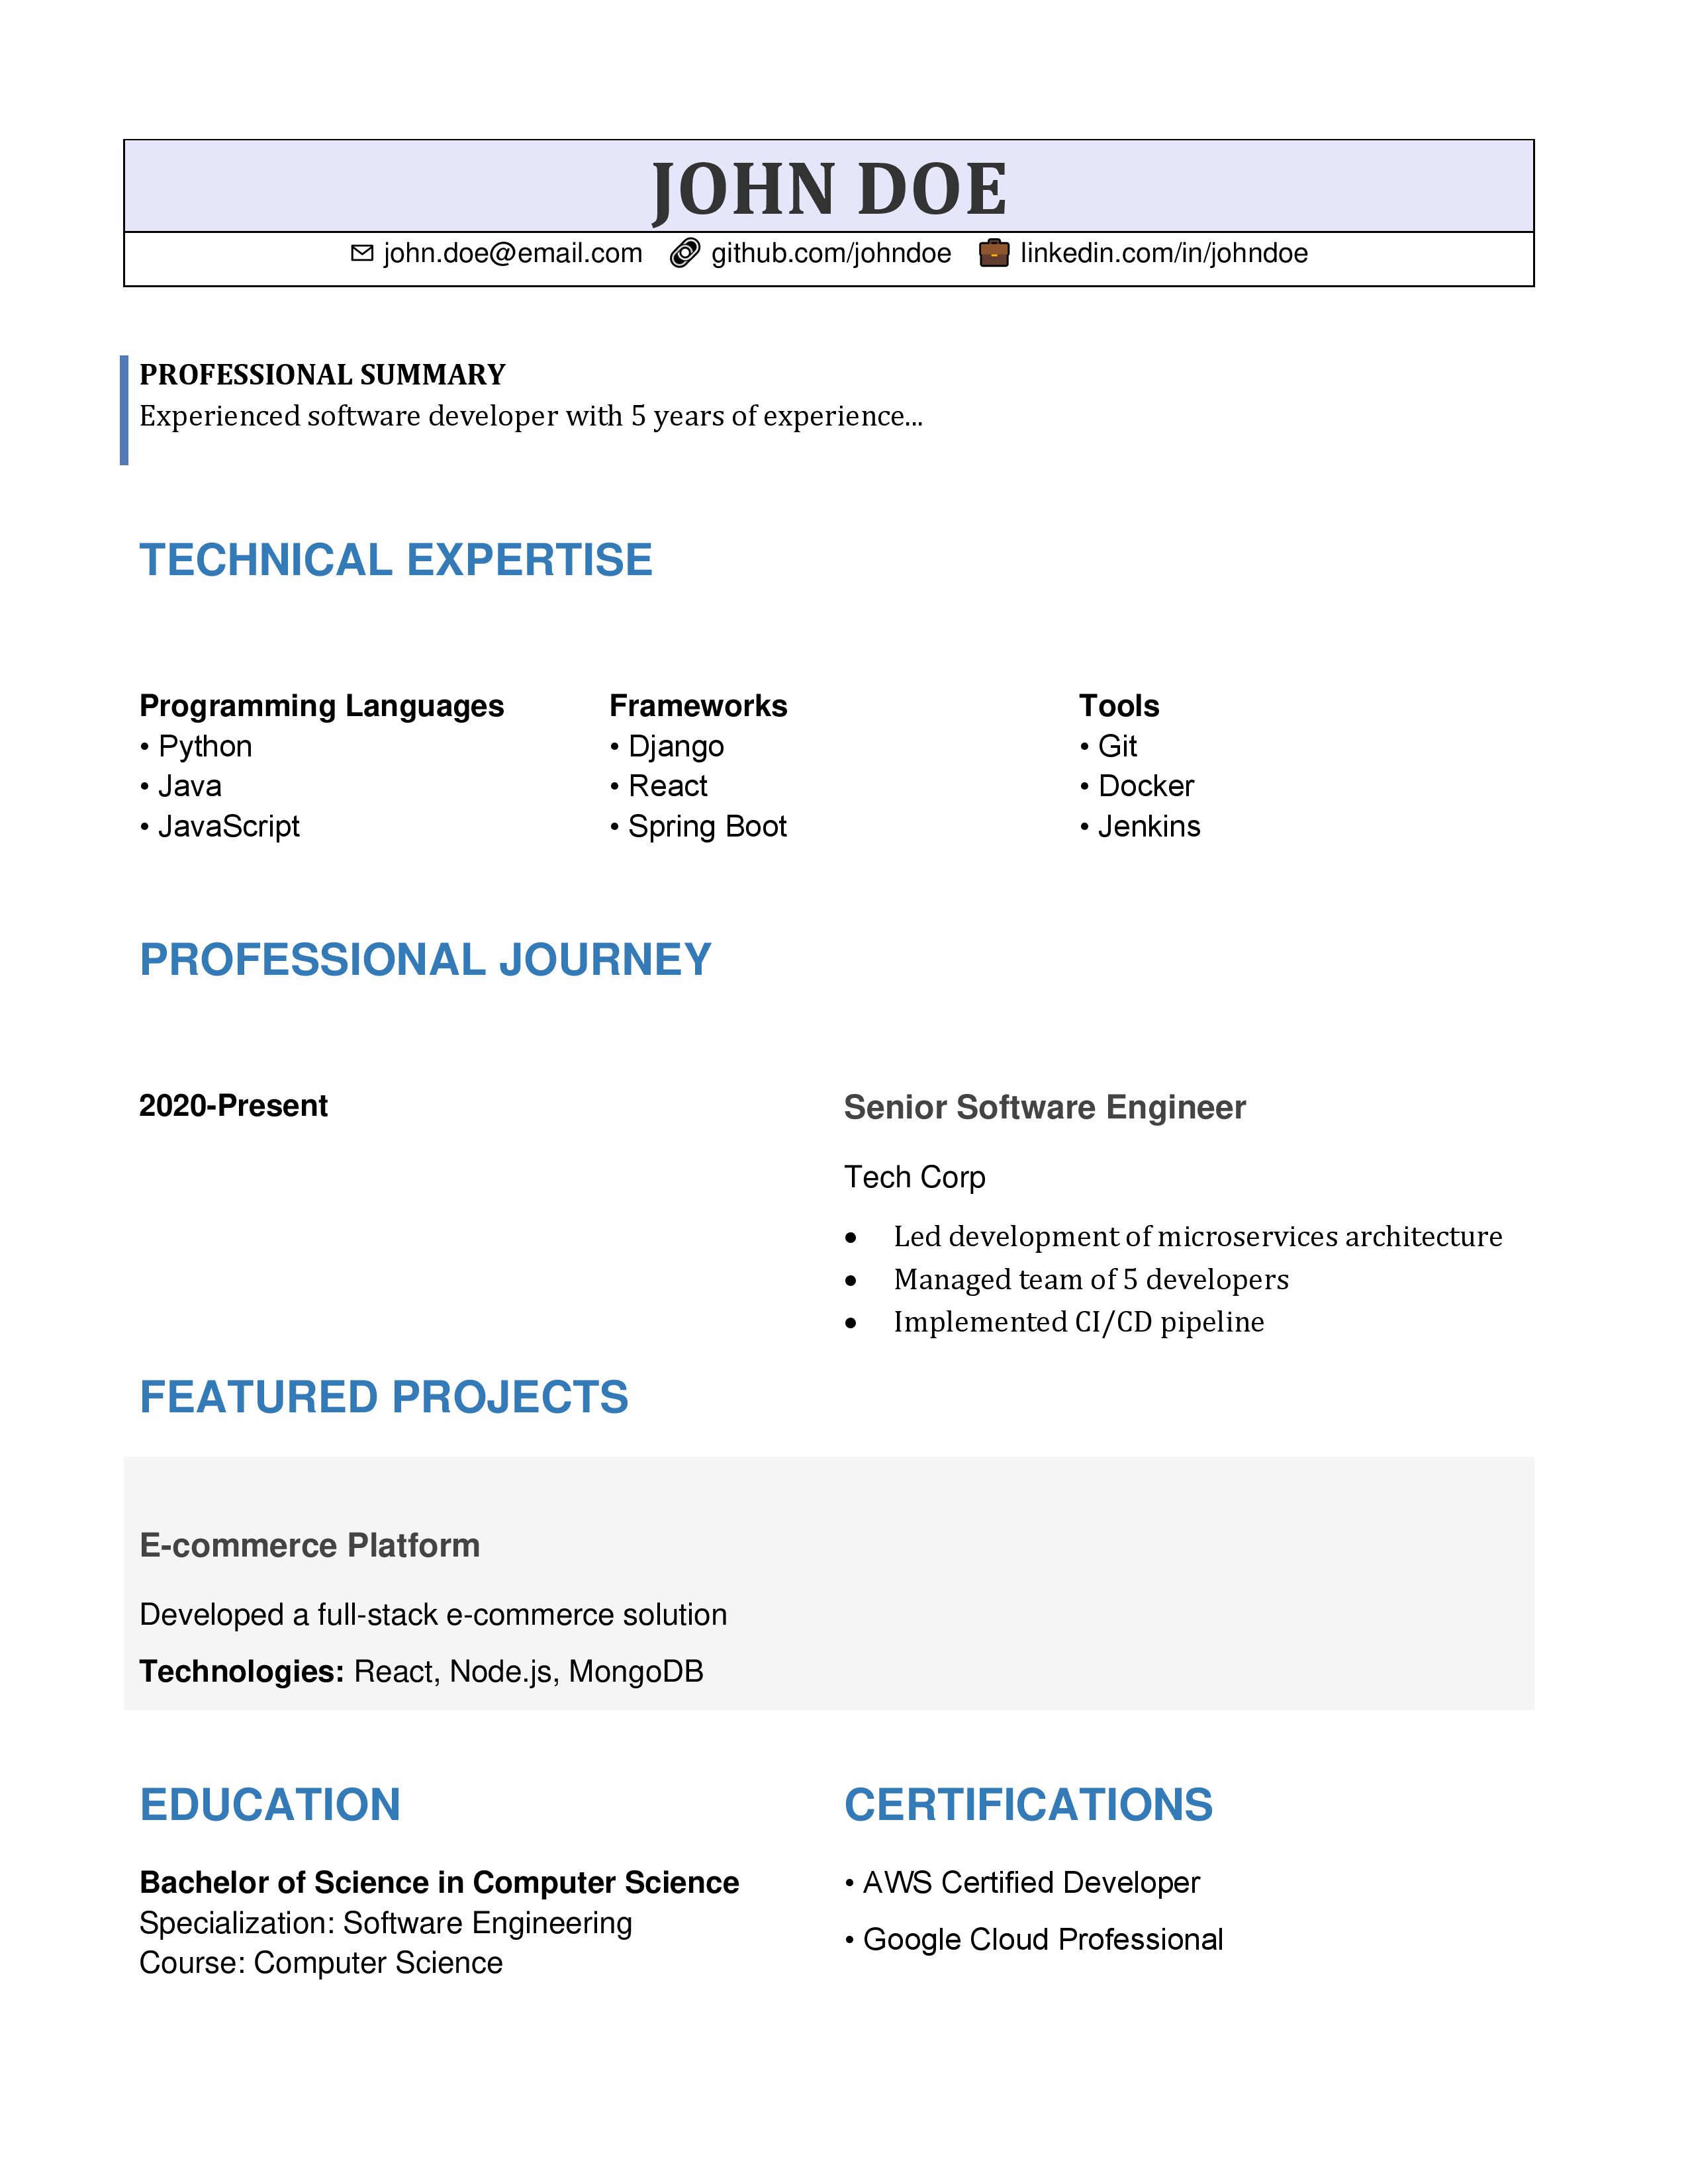 JOHN DOE
john.doe@email.com github.com/johndoe linkedin.com/in/johndoe
PROFESSIONAL SUMMARY
Experienced software developer with 5 years of experience...
TECHNICAL EXPERTISE
Programming Languages
• Python
• Java
• JavaScript
Frameworks
• Django
• React
• Spring Boot
Tools
• Git
• Docker
• Jenkins
PROFESSIONAL JOURNEY
2020-Present
Senior Software Engineer
Tech Corp
• Led development of microservices architecture
• Managed team of 5 developers
• Implemented CI/CD pipeline
FEATURED PROJECTS
E-commerce Platform
Developed a full-stack e-commerce solution
Technologies: React, Node.js, MongoDB
EDUCATION
Bachelor of Science in Computer Science
Specialization: Software Engineering
Course: Computer Science
CERTIFICATIONS
• AWS Certified Developer
• Google Cloud Professional